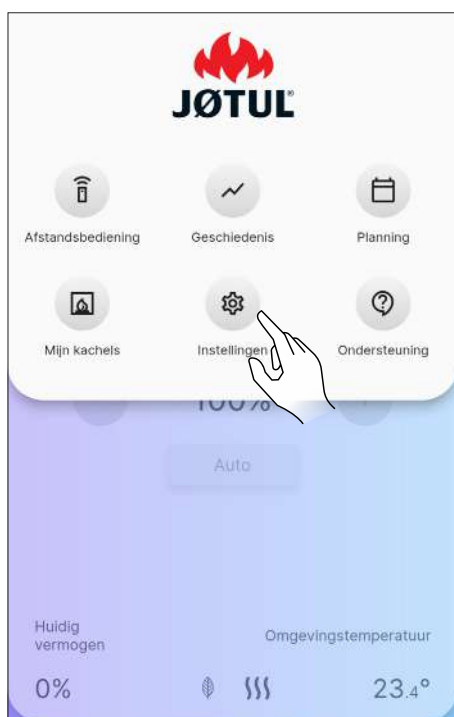 JØTUL
Afstandsbediening
Geschiedenis
Planning
Mijn kachels
Instellingen
Ondersteuning
100%
Auto
Huidig
vermogen
Omgevingstemperatuur
0%
23.4°